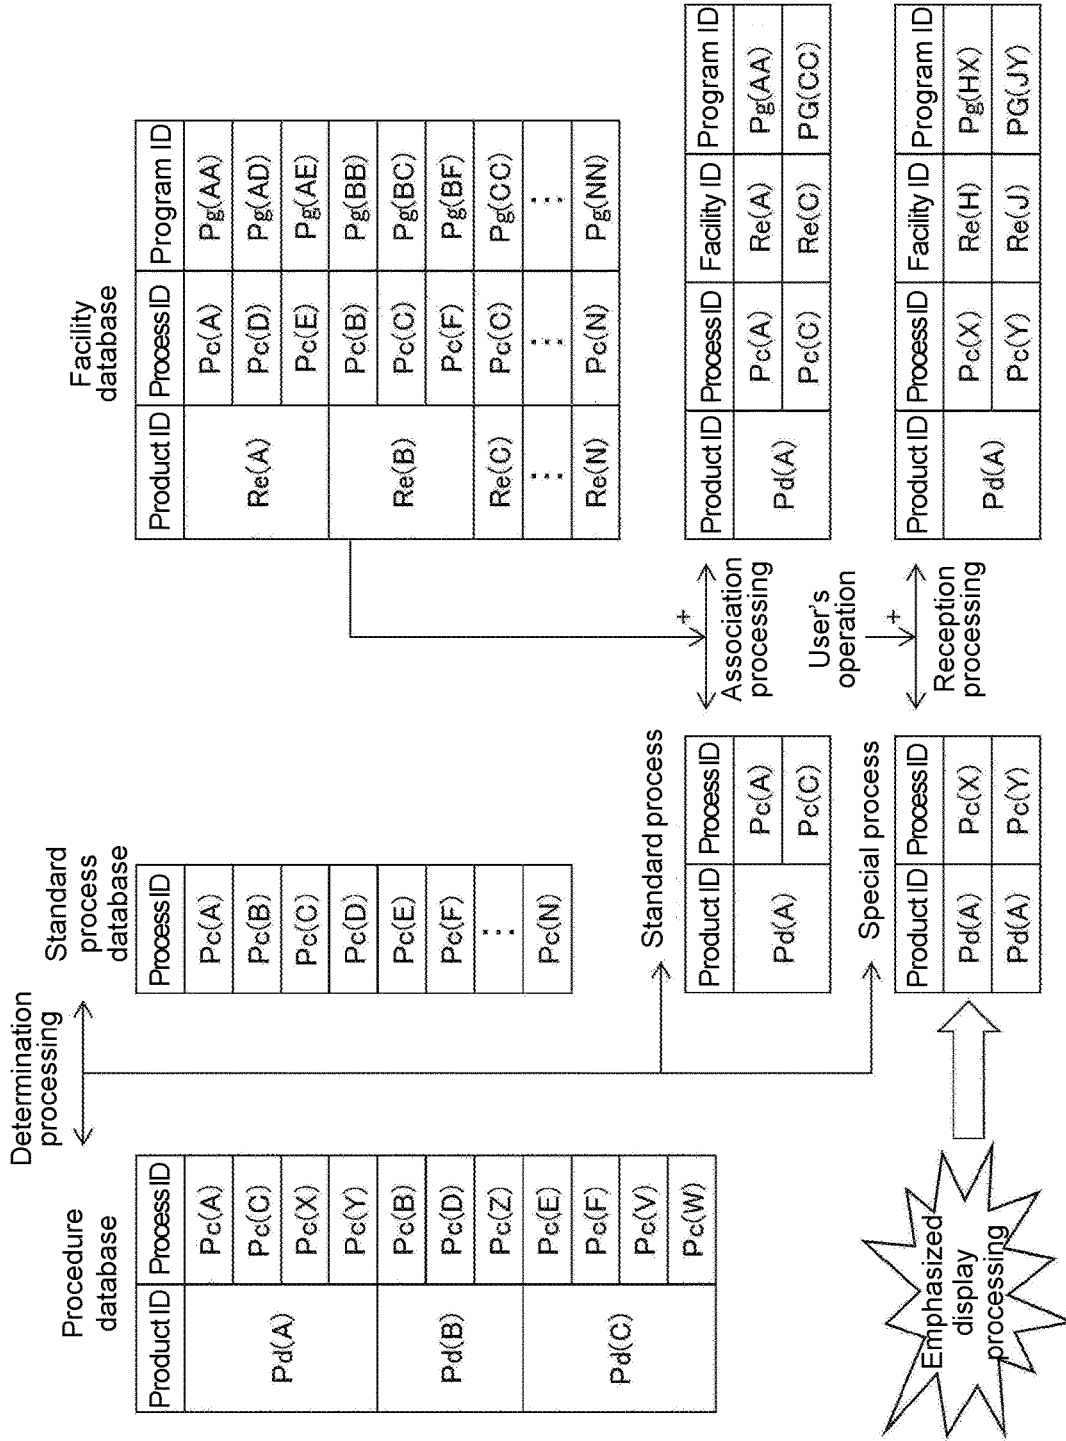 Determination
processing
Procedure
database
Product ID Process ID
Pd(A) Pc(A)
Pc(C)
Pc(X)
Pc(Y)
Pd(B) Pc(B)
Pc(D)
Pc(Z)
Pd(C) Pc(E)
Pc(F)
Pc(V)
Pc(W)
Standard
process
database
Process ID
Pc(A)
Pc(B)
Pc(C)
Pc(D)
Pc(E)
Pc(F)
⋯
Pc(N)
Facility
database
Product ID Process ID Program ID
Re(A) Pc(A) Pg(AA)
Pc(D) Pg(AD)
Pc(E) Pg(AE)
Re(B) Pc(B) Pg(BB)
Pc(C) Pg(BC)
Pc(F) Pg(BF)
Re(C) Pc(C) Pg(CC)
⋯ ⋯ ⋯
Re(N) Pc(N) Pg(NN)
Standard process
Product ID Process ID
Pd(A) Pc(A)
Pc(C)
+
Association
processing
Product ID Process ID Facility ID Program ID
Pd(A) Pc(A) Re(A) Pg(AA)
Pc(C) Re(C) PG(CC)
User's
operation
Special process
Product ID Process ID
Pd(A) Pc(X)
Pd(A) Pc(Y)
+
Reception
processing
Product ID Process ID Facility ID Program ID
Pd(A) Pc(X) Re(H) Pg(HX)
Pc(Y) Re(J) PG(JY)
Emphasized
display
processing